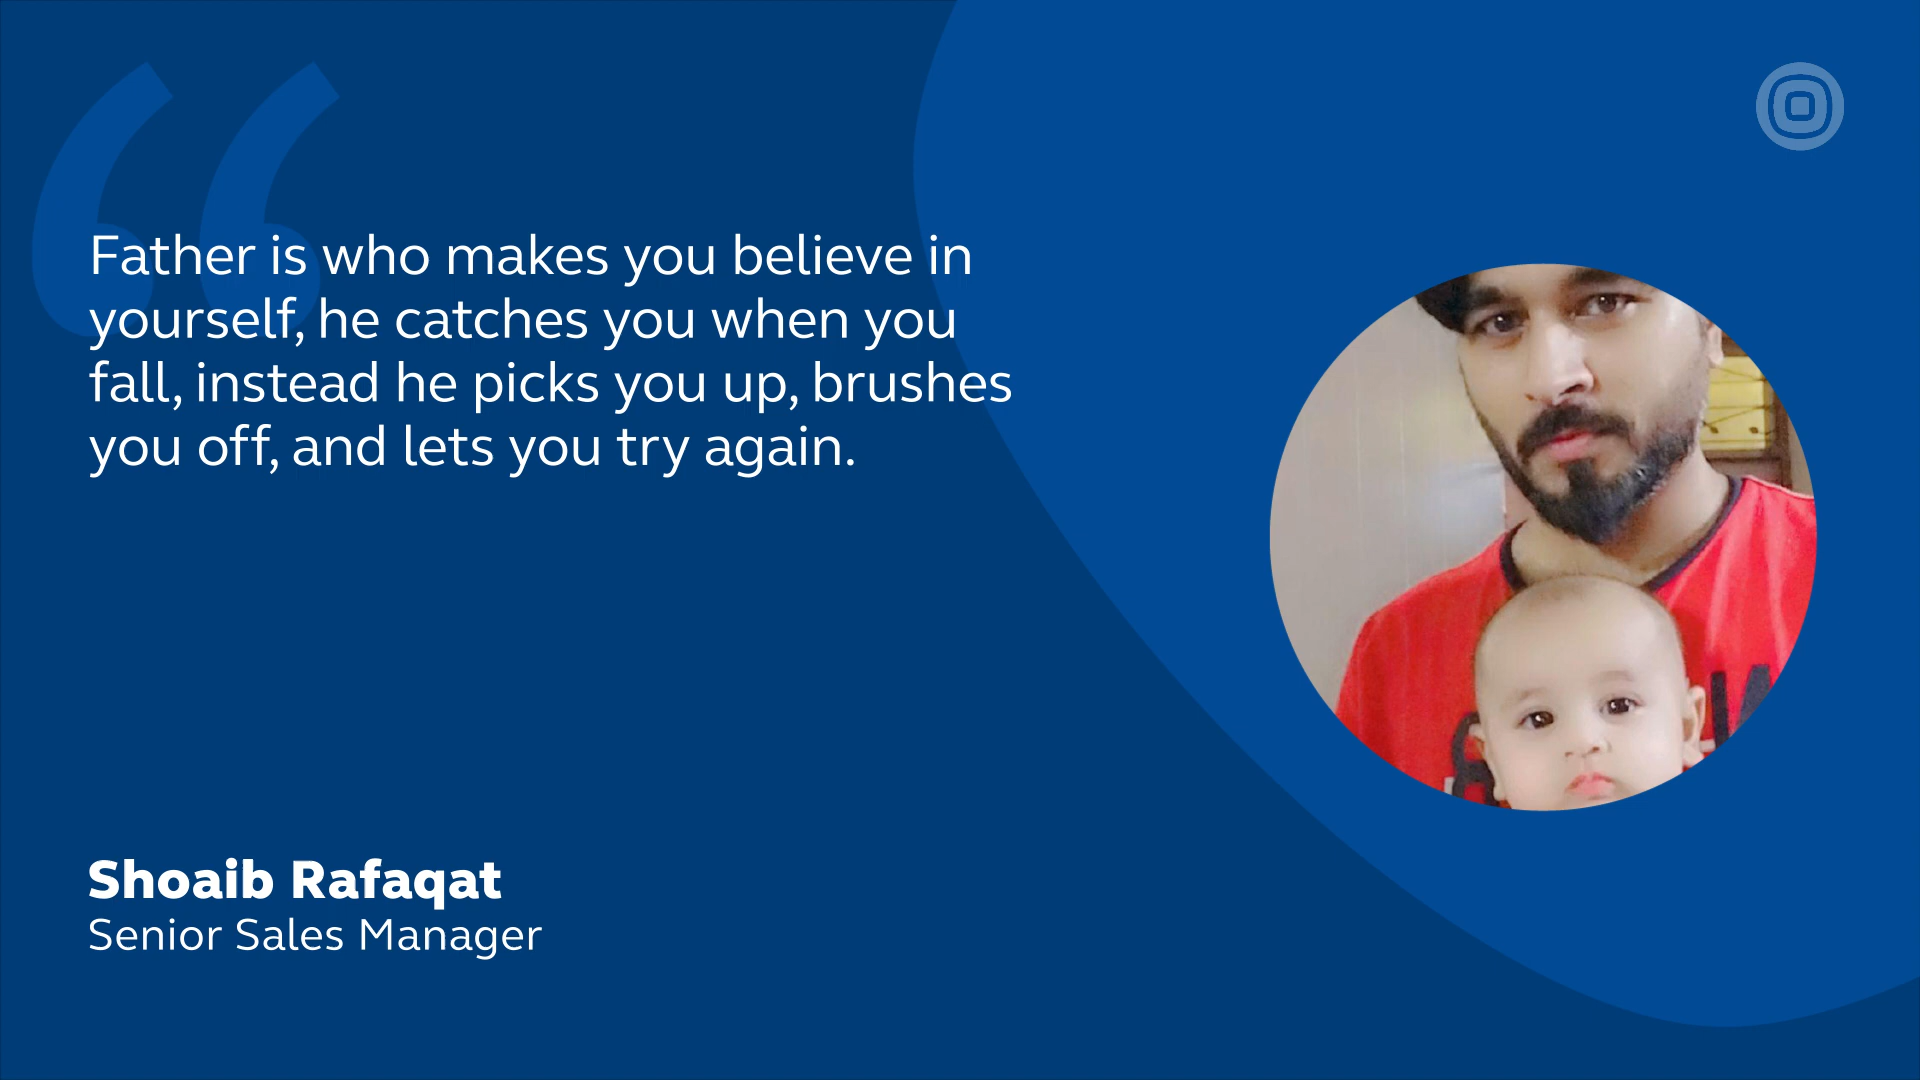 Father is who makes you believe in
yourself, he catches you when you
fall, instead he picks you up, brushes
you off, and lets you try again.
Shoaib Rafaqat
Senior Sales Manager